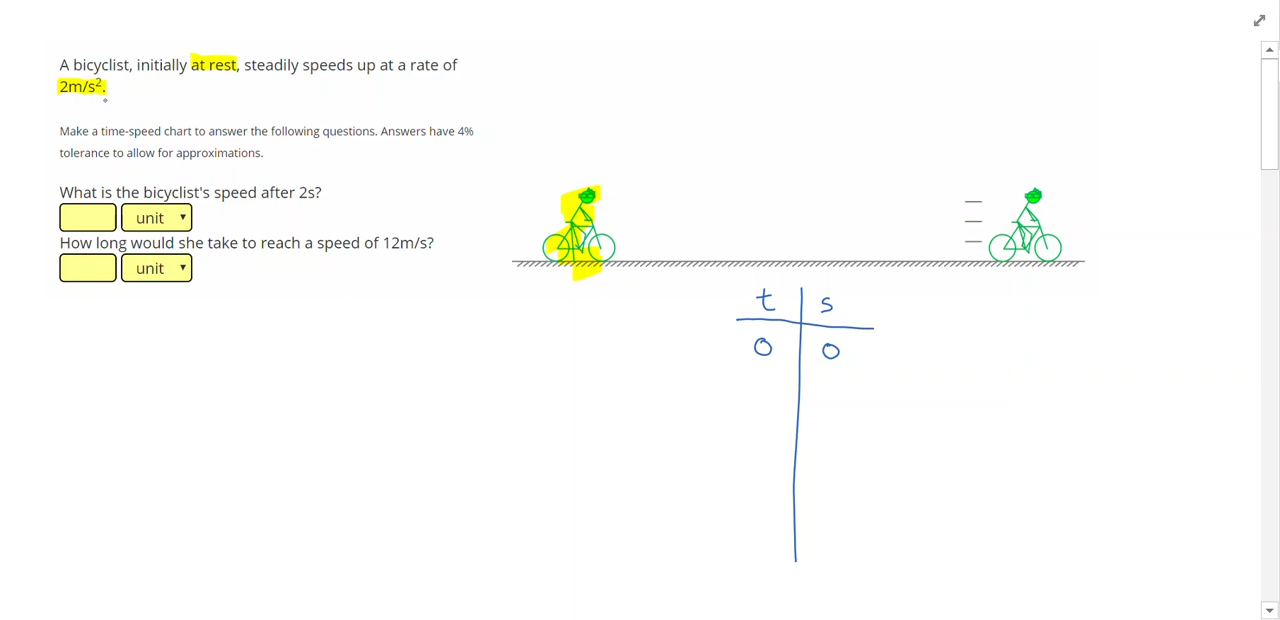 A bicyclist, initially at rest, steadily speeds up at a rate of
2m/s².
Make a time-speed chart to answer the following questions. Answers have 4%
tolerance to allow for approximations.
What is the bicyclist's speed after 2s?
unit
How long would she take to reach a speed of 12m/s?
unit
t s
0 0